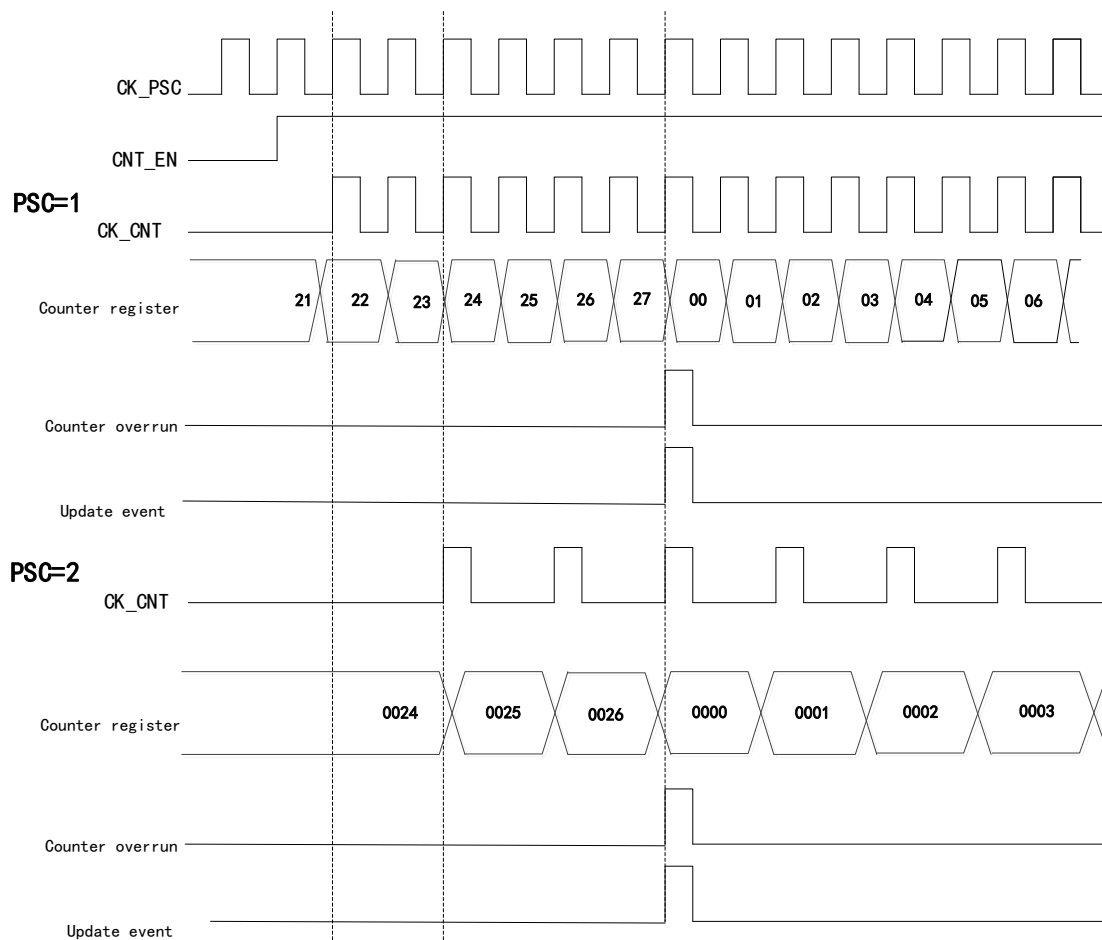 CK_PSC
CNT_EN
PSC=1
CK_CNT
Counter register 21 22 23 24 25 26 27 00 01 02 03 04 05 06
Counter overrun
Update event
PSC=2
CK_CNT
Counter register 0024 0025 0026 0000 0001 0002 0003
Counter overrun
Update event